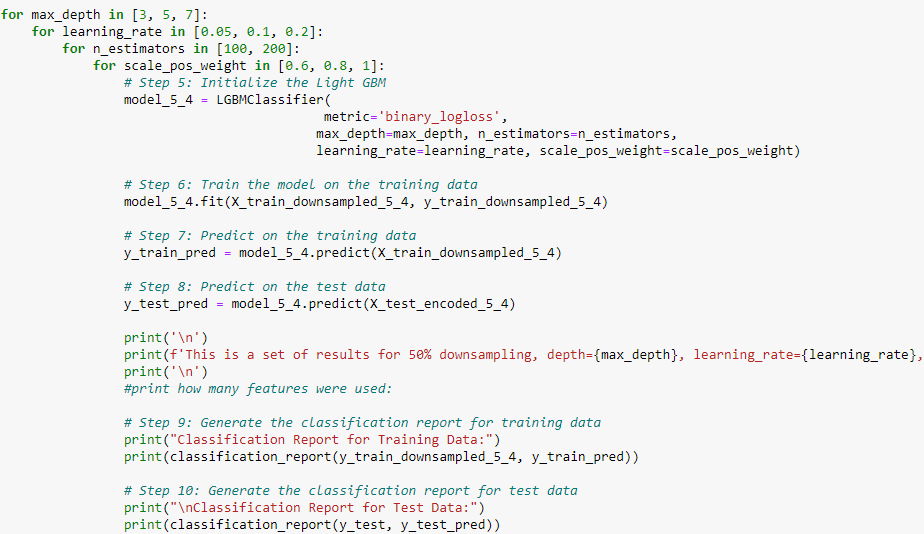 for max_depth in [3, 5, 7]:
    for learning_rate in [0.05, 0.1, 0.2]:
        for n_estimators in [100, 200]:
            for scale_pos_weight in [0.6, 0.8, 1]:
                # Step 5: Initialize the Light GBM
                model_5_4 = LGBMClassifier(
                                          metric='binary_logloss',
                                         max_depth=max_depth, n_estimators=n_estimators,
                                         learning_rate=learning_rate, scale_pos_weight=scale_pos_weight)

                # Step 6: Train the model on the training data
                model_5_4.fit(X_train_downsampled_5_4, y_train_downsampled_5_4)

                # Step 7: Predict on the training data
                y_train_pred = model_5_4.predict(X_train_downsampled_5_4)

                # Step 8: Predict on the test data
                y_test_pred = model_5_4.predict(X_test_encoded_5_4)

                print('\n')
                print(f'This is a set of results for 50% downsampling, depth={max_depth}, learning_rate={learning_rate},
                print('\n')
                #print how many features were used:

                # Step 9: Generate the classification report for training data
                print("Classification Report for Training Data:")
                print(classification_report(y_train_downsampled_5_4, y_train_pred))

                # Step 10: Generate the classification report for test data
                print("\nClassification Report for Test Data:")
                print(classification_report(y_test, y_test_pred))